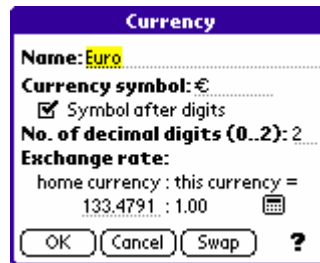 Currency
Name: Euro
Currency symbol: €
Symbol after digits
No. of decimal digits (0..2): 2
Exchange rate:
home currency : this currency =
133.4791 : 1.00
OK Cancel Swap ?